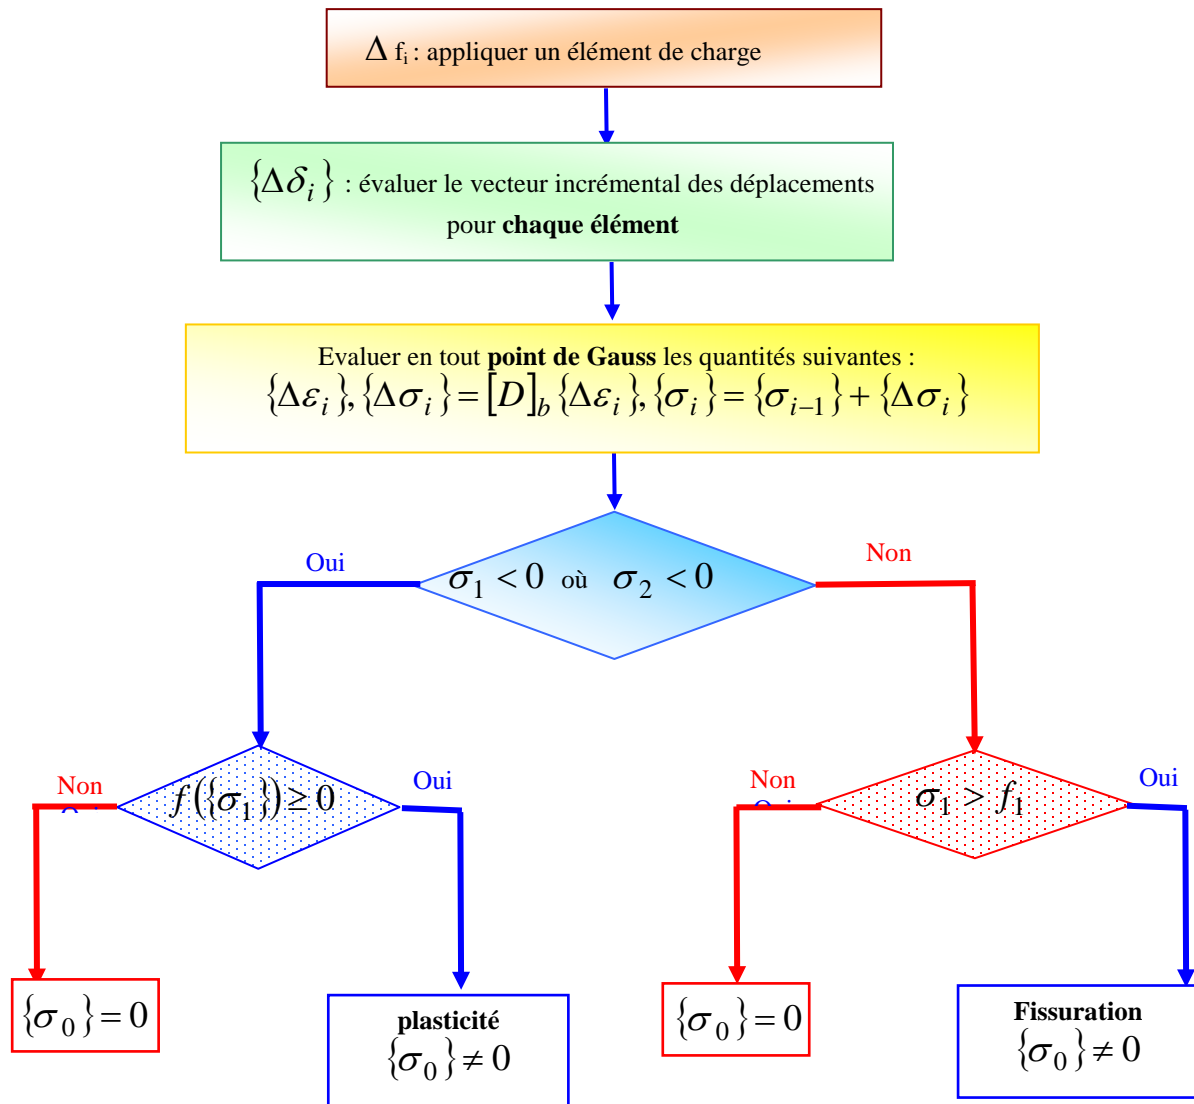 Δ fᵢ : appliquer un élément de charge
{Δδᵢ} : évaluer le vecteur incrémental des déplacements
pour chaque élément
Evaluer en tout point de Gauss les quantités suivantes :
{Δεᵢ}, {Δσᵢ} = [D]_b {Δεᵢ}, {σᵢ} = {σᵢ₋₁} + {Δσᵢ}
Oui
σ₁ < 0 où σ₂ < 0
Non
Non
f({σ₁}) ≥ 0
Oui
Non
σ₁ > f₁
Oui
{σ₀} = 0
plasticité
{σ₀} ≠ 0
{σ₀} = 0
Fissuration
{σ₀} ≠ 0